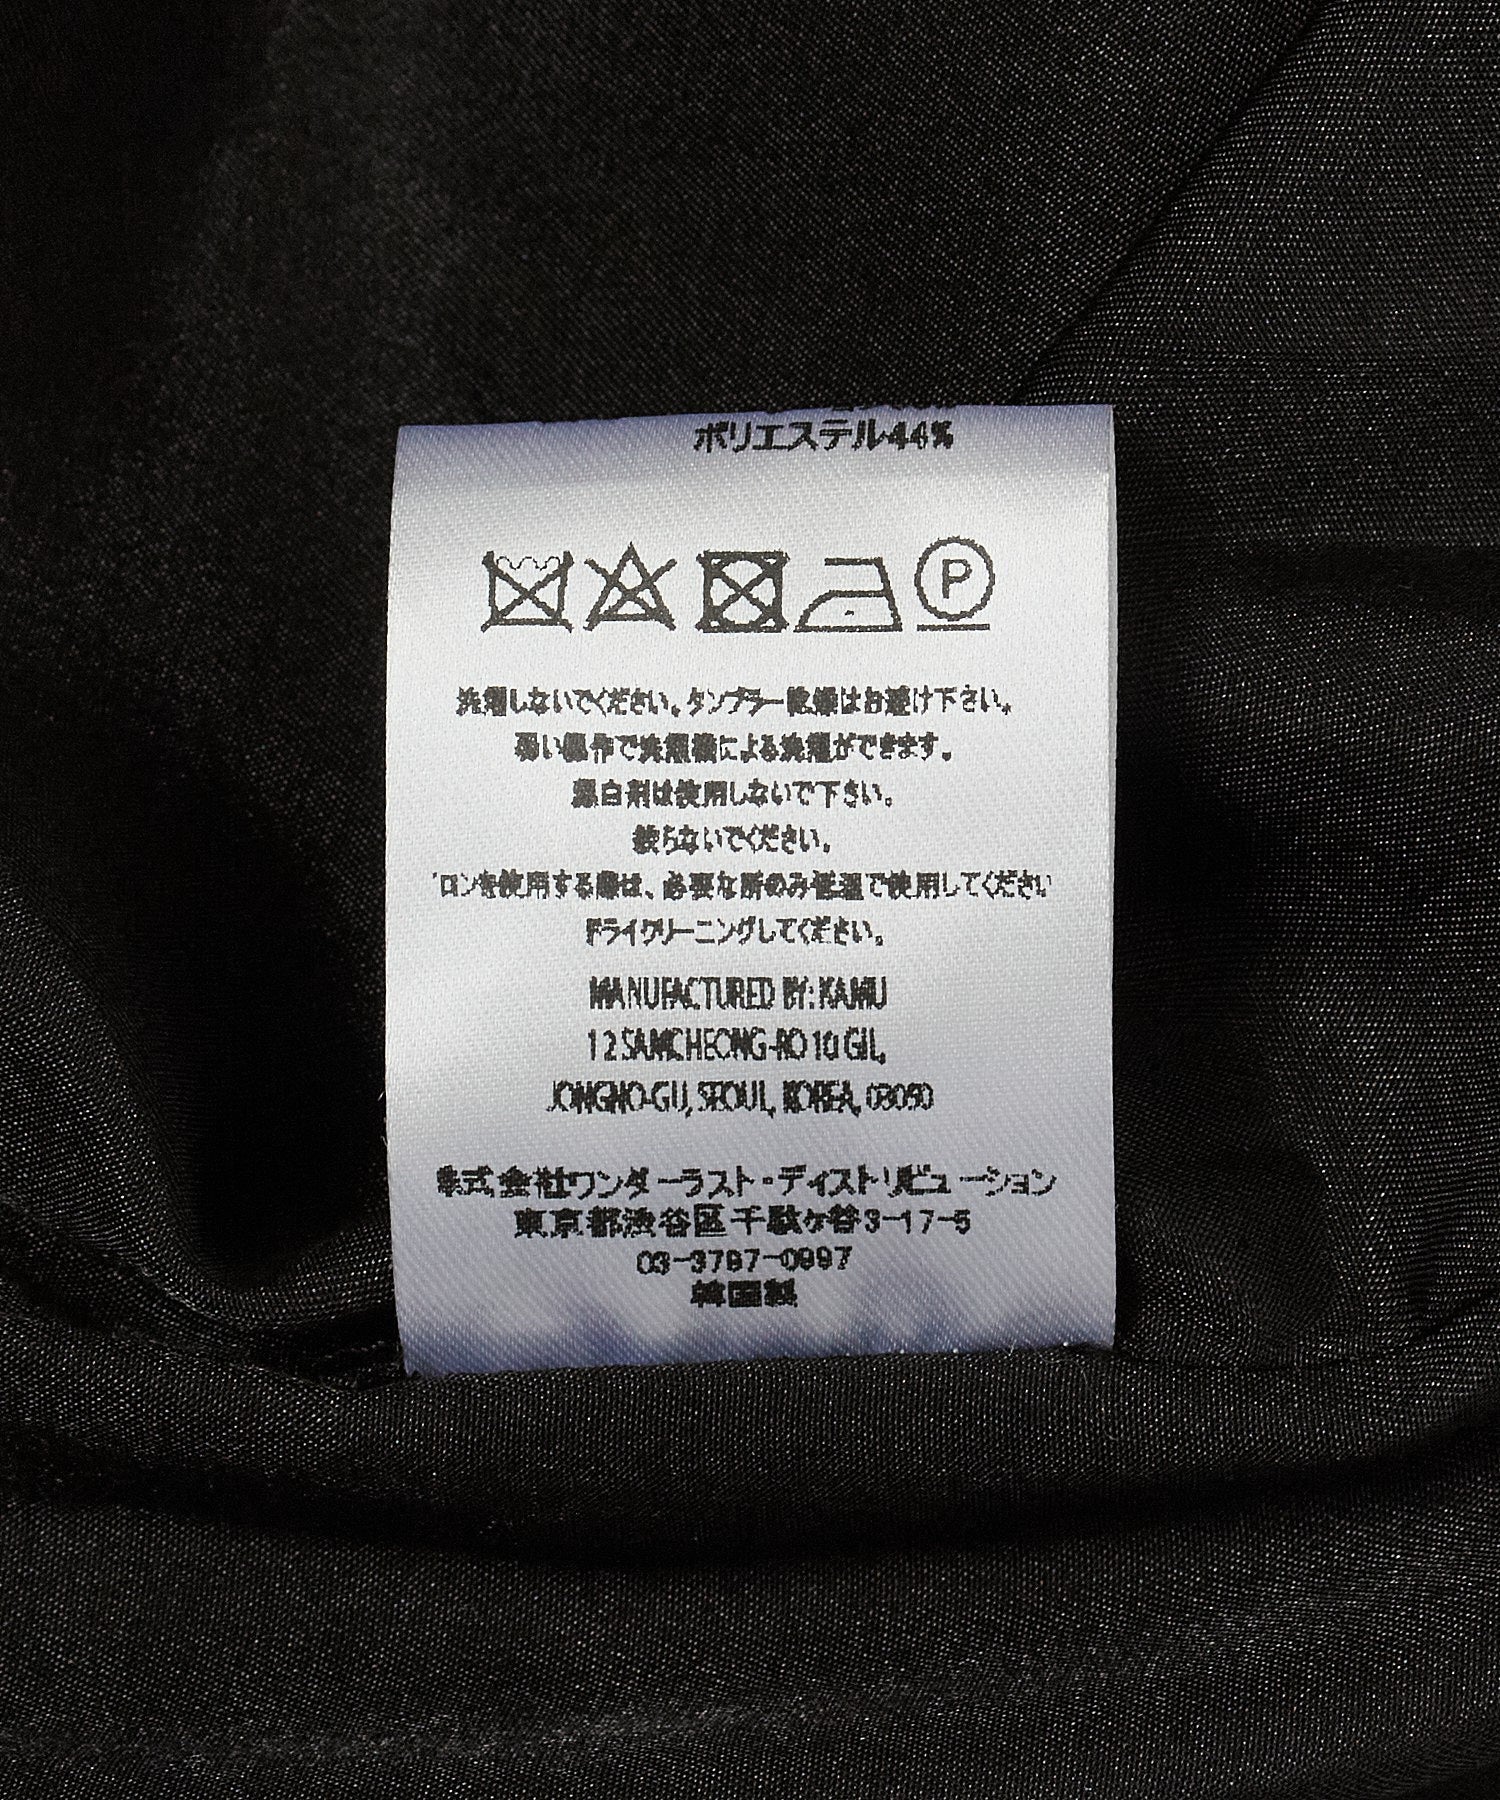 ポリエステル44%
P
洗濯しないでください。タンブラー乾燥はお避け下さい。
弱い操作で洗濯機による洗濯ができます。
漂白剤は使用しないで下さい。
絞らないでください。
ロンを使用する際は、必要な所のみ低温で使用してください
ドライクリーニングしてください。
MANUFACTURED BY: KAMU
12 SAMCHEONG-RO 10 GIL,
JONGNO-GU, SEOUL, KOREA, 03050
株式会社ワンダーラスト・ディストリビューション
東京都渋谷区千駄ヶ谷3-17-5
03-3797-0997
韓国製